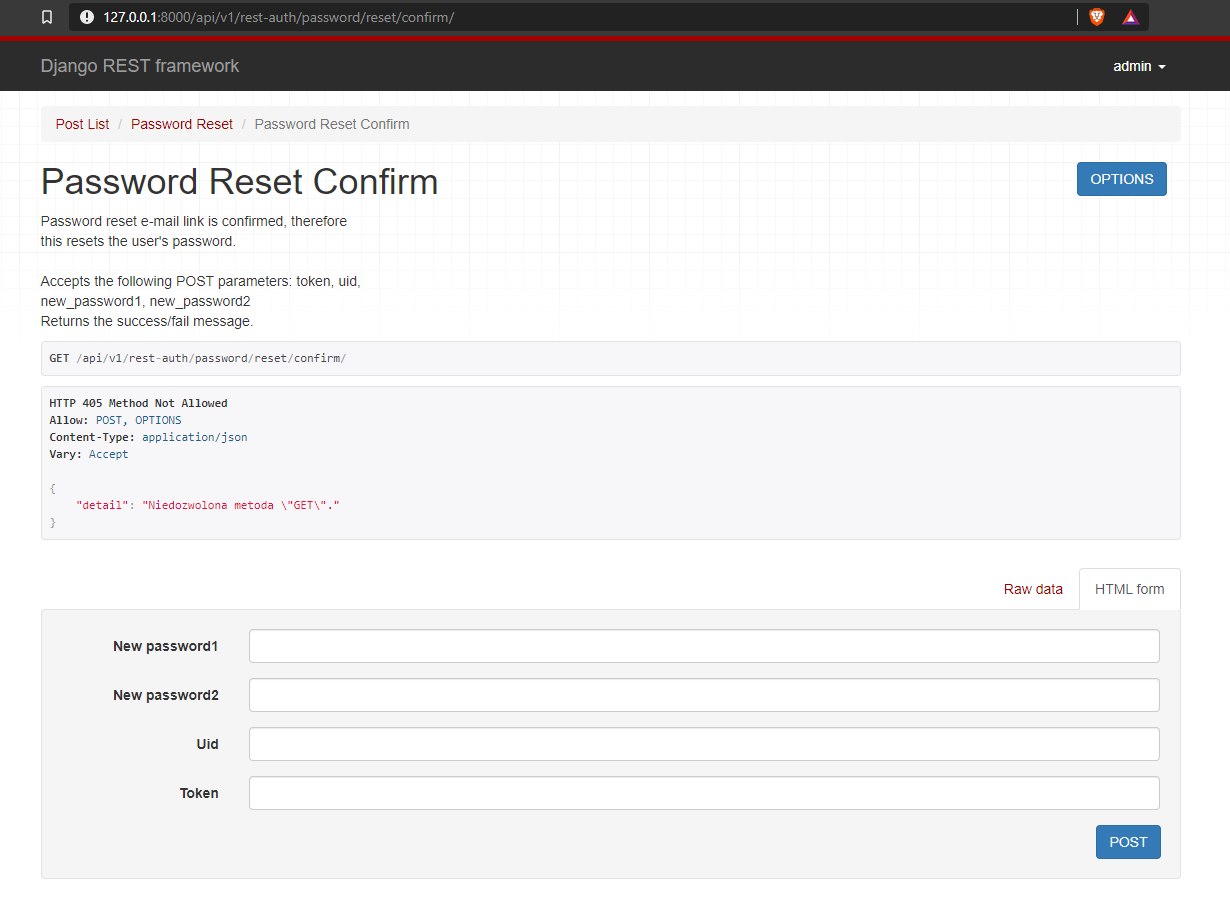 127.0.0.1:8000/api/v1/rest-auth/password/reset/confirm/
Django REST framework
admin
Post List / Password Reset / Password Reset Confirm
Password Reset Confirm
OPTIONS
Password reset e-mail link is confirmed, therefore
this resets the user's password.
Accepts the following POST parameters: token, uid,
new_password1, new_password2
Returns the success/fail message.
GET /api/v1/rest-auth/password/reset/confirm/
HTTP 405 Method Not Allowed
Allow: POST, OPTIONS
Content-Type: application/json
Vary: Accept
{
    "detail": "Niedozwolona metoda \"GET\"."
}
Raw data
HTML form
New password1
New password2
Uid
Token
POST